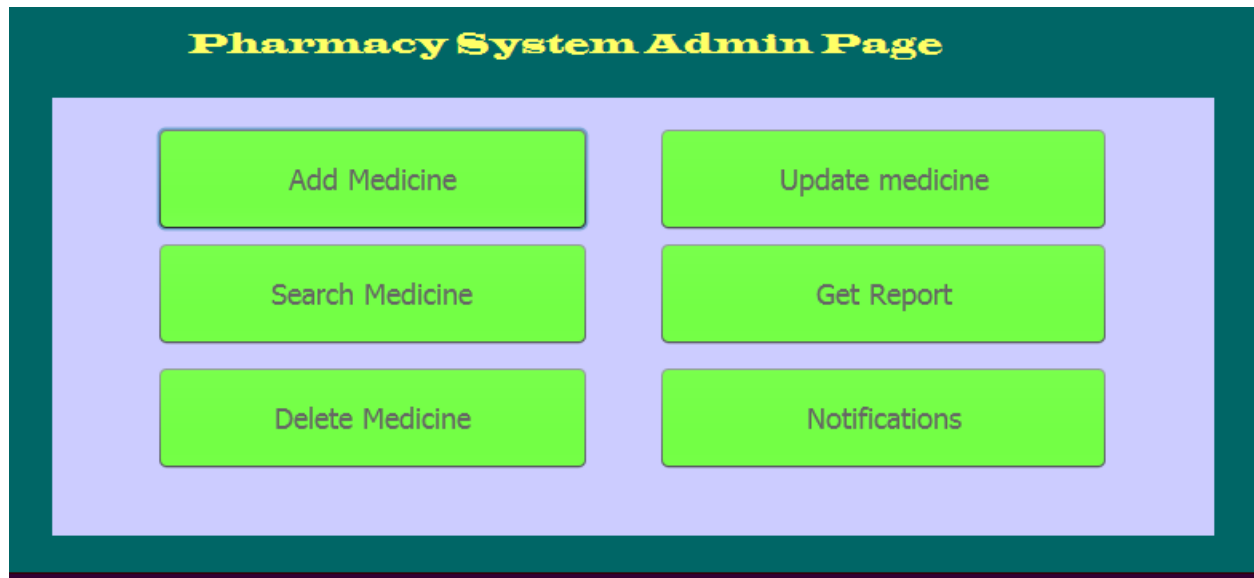 Pharmacy System Admin Page
Add Medicine
Update medicine
Search Medicine
Get Report
Delete Medicine
Notifications